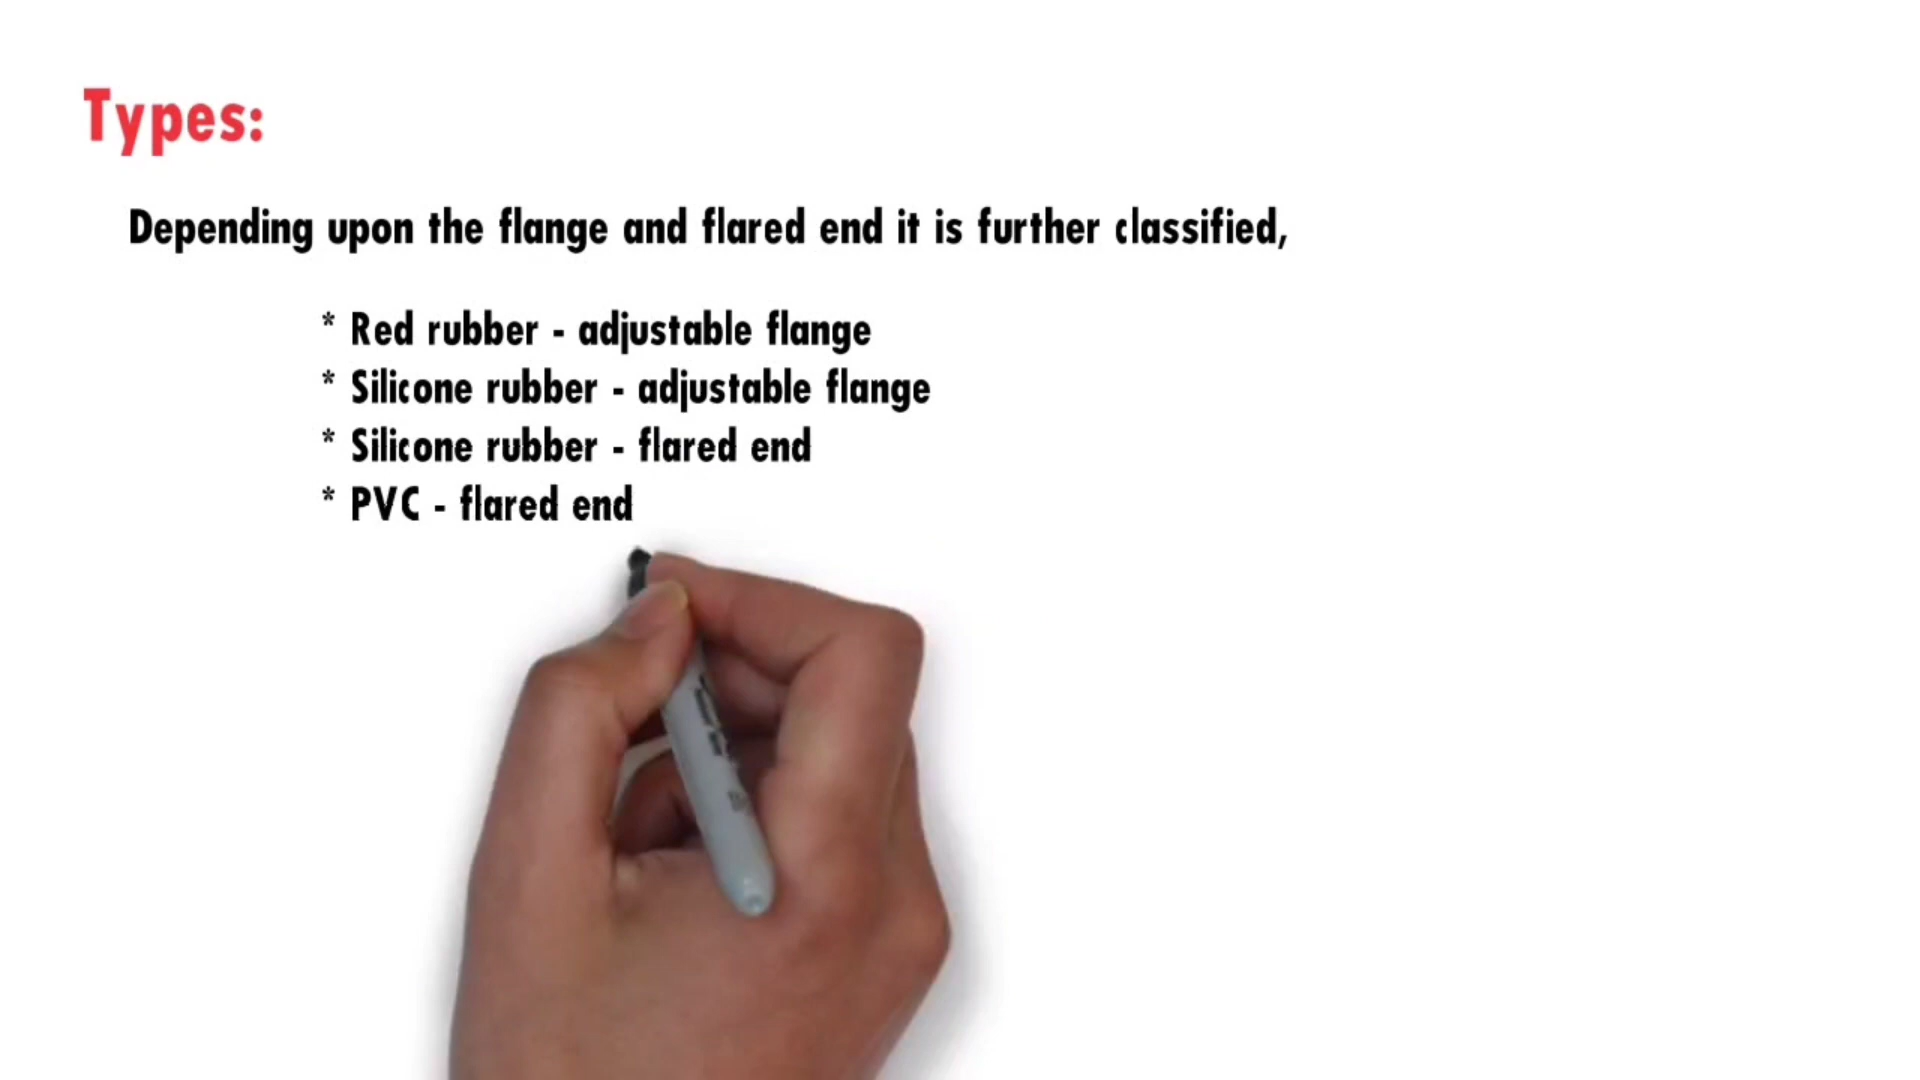 Types:
Depending upon the flange and flared end it is further classified,
* Red rubber - adjustable flange
* Silicone rubber - adjustable flange
* Silicone rubber - flared end
* PVC - flared end